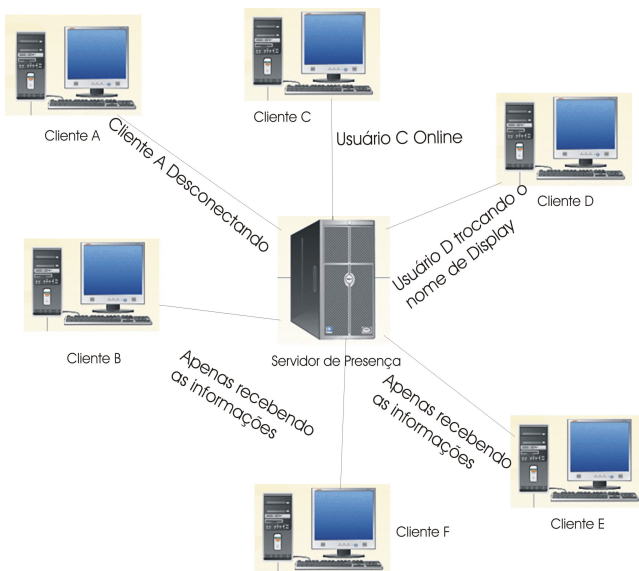 Cliente C
Cliente A
Cliente A Desconectando
Usuário C Online
Cliente D
Usuário D trocando o
nome de Display
Cliente B
Servidor de Presença
Apenas recebendo
as informações
Apenas recebendo
as informações
Cliente F
Cliente E